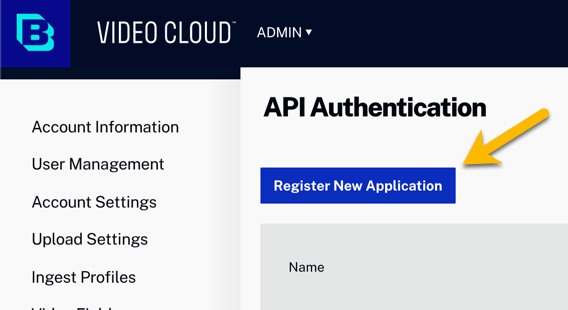 VIDEO CLOUD™ ADMIN ▾
API Authentication
Account Information
User Management
Register New Application
Account Settings
Upload Settings
Name
Ingest Profiles